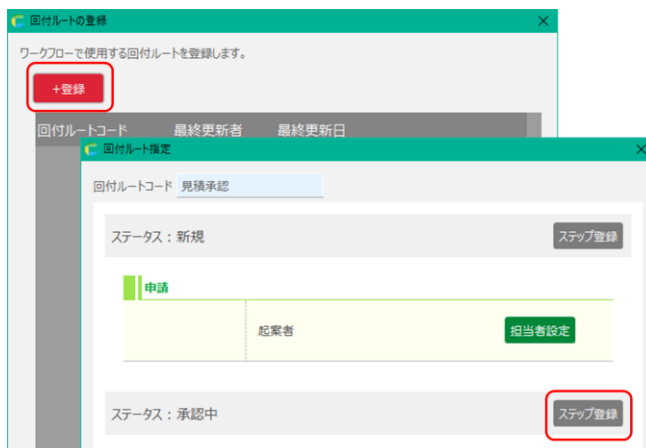 回付ルートの登録
ワークフローで使用する回付ルートを登録します。
+登録
回付ルートコード 最終更新者 最終更新日
回付ルート指定
回付ルートコード 見積承認
ステータス：新規 ステップ登録
申請
起案者 担当者設定
ステータス：承認中 ステップ登録